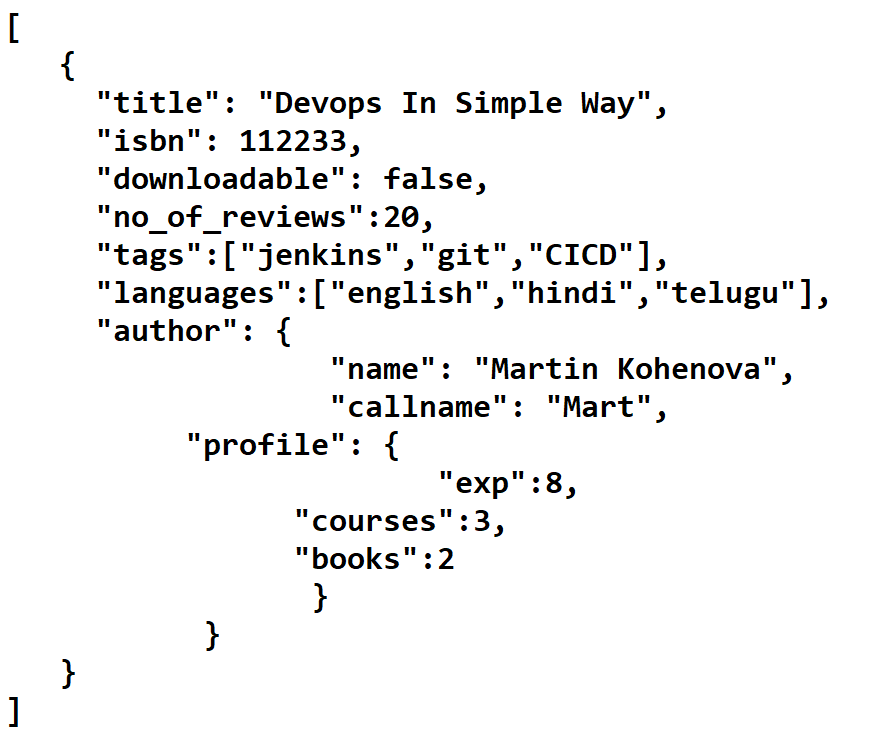 [
   {
     "title": "Devops In Simple Way",
     "isbn": 112233,
     "downloadable": false,
     "no_of_reviews":20,
     "tags":["jenkins","git","CICD"],
     "languages":["english","hindi","telugu"],
     "author": {
                  "name": "Martin Kohenova",
                  "callname": "Mart",
          "profile": {
                        "exp":8,
                "courses":3,
                "books":2
                 }
           }
   }
]